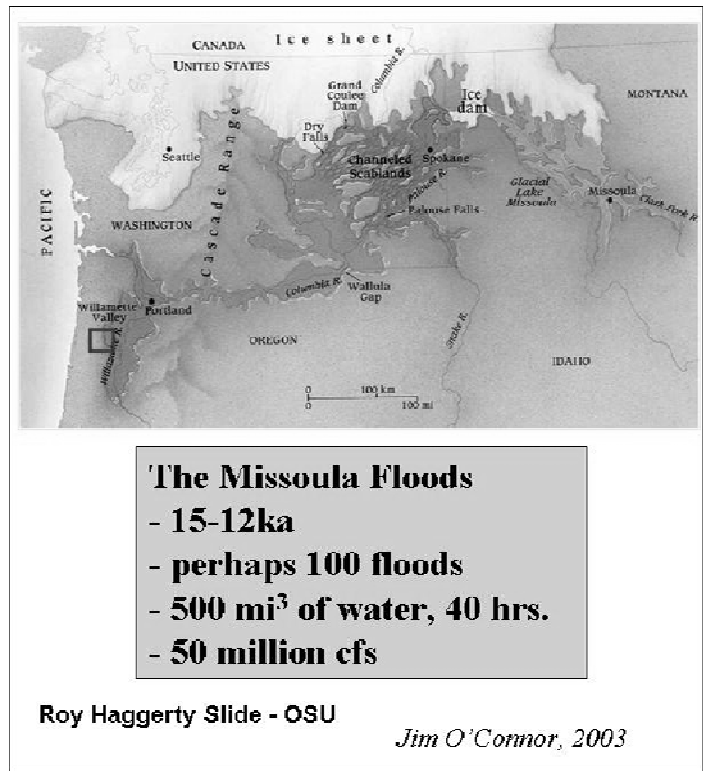 CANADA
Ice sheet
UNITED STATES
Columbia R.
Grand
Coulee
Dam
Ice
dam
MONTANA
Dry
Falls
Seattle
Cascade Range
Channeled
Scablands
Spokane
Palouse R.
Glacial
Lake
Missoula
Missoula
Clark Fork R.
PACIFIC
WASHINGTON
Palouse Falls
Columbia R.
Wallula
Gap
Willamette
Valley
Portland
Willamette R.
OREGON
Snake R.
IDAHO
0 100 km
0 100 mi
The Missoula Floods
- 15-12ka
- perhaps 100 floods
- 500 mi³ of water, 40 hrs.
- 50 million cfs
Roy Haggerty Slide - OSU
Jim O'Connor, 2003